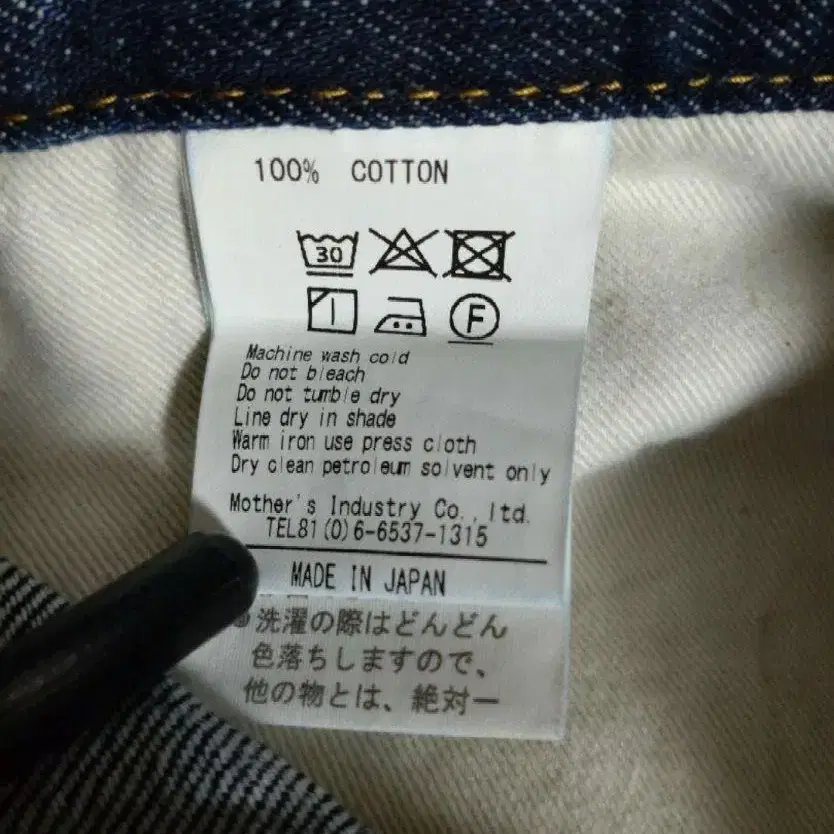 100% COTTON
30
F
Machine wash cold
Do not bleach
Do not tumble dry
Line dry in shade
Warm iron use press cloth
Dry clean petroleum solvent only
Mother's Industry Co., ltd.
TEL81(0)6-6537-1315
MADE IN JAPAN
洗濯の際はどんどん
色落ちしますので、
他の物とは、絶対一